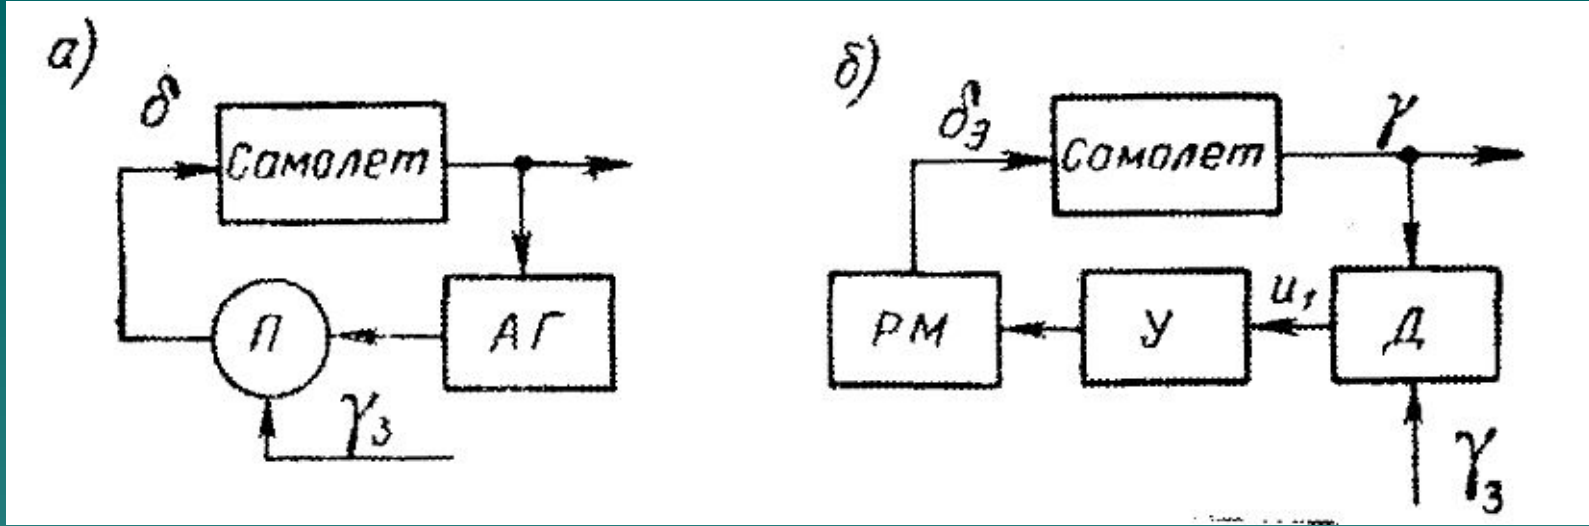 а)
δ
Самолет
П
АГ
γз
б)
δэ
Самолет
γ
РМ
У
u₁
Д
γз